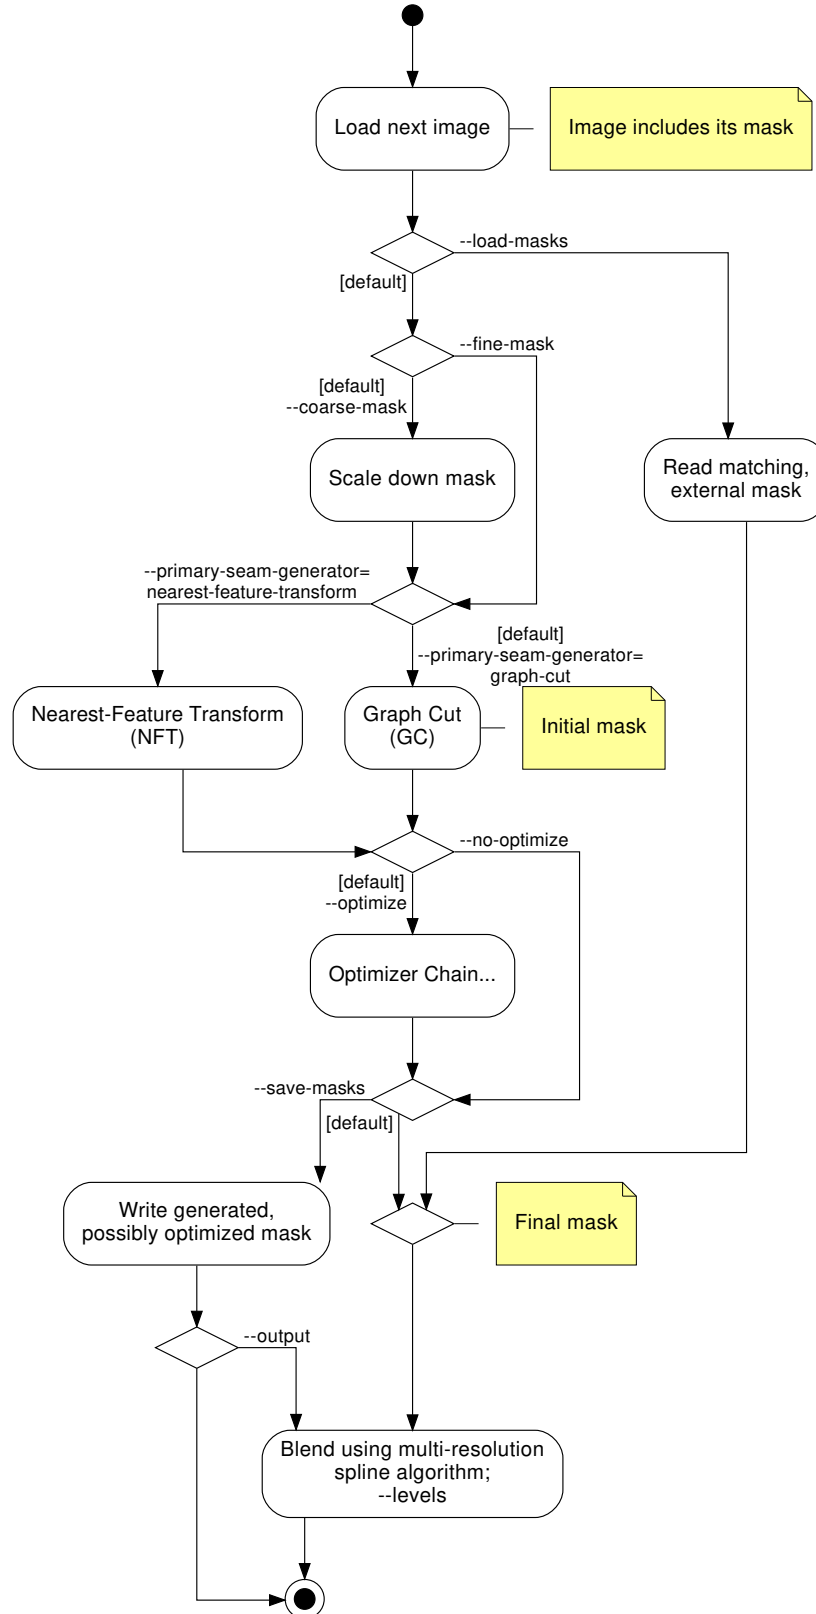 Load next image
Image includes its mask
--load-masks
[default]
--fine-mask
[default]
--coarse-mask
Scale down mask
Read matching,
external mask
--primary-seam-generator=
nearest-feature-transform
[default]
--primary-seam-generator=
graph-cut
Nearest-Feature Transform
(NFT)
Graph Cut
(GC)
Initial mask
--no-optimize
[default]
--optimize
Optimizer Chain...
--save-masks
[default]
Write generated,
possibly optimized mask
Final mask
--output
Blend using multi-resolution
spline algorithm;
--levels